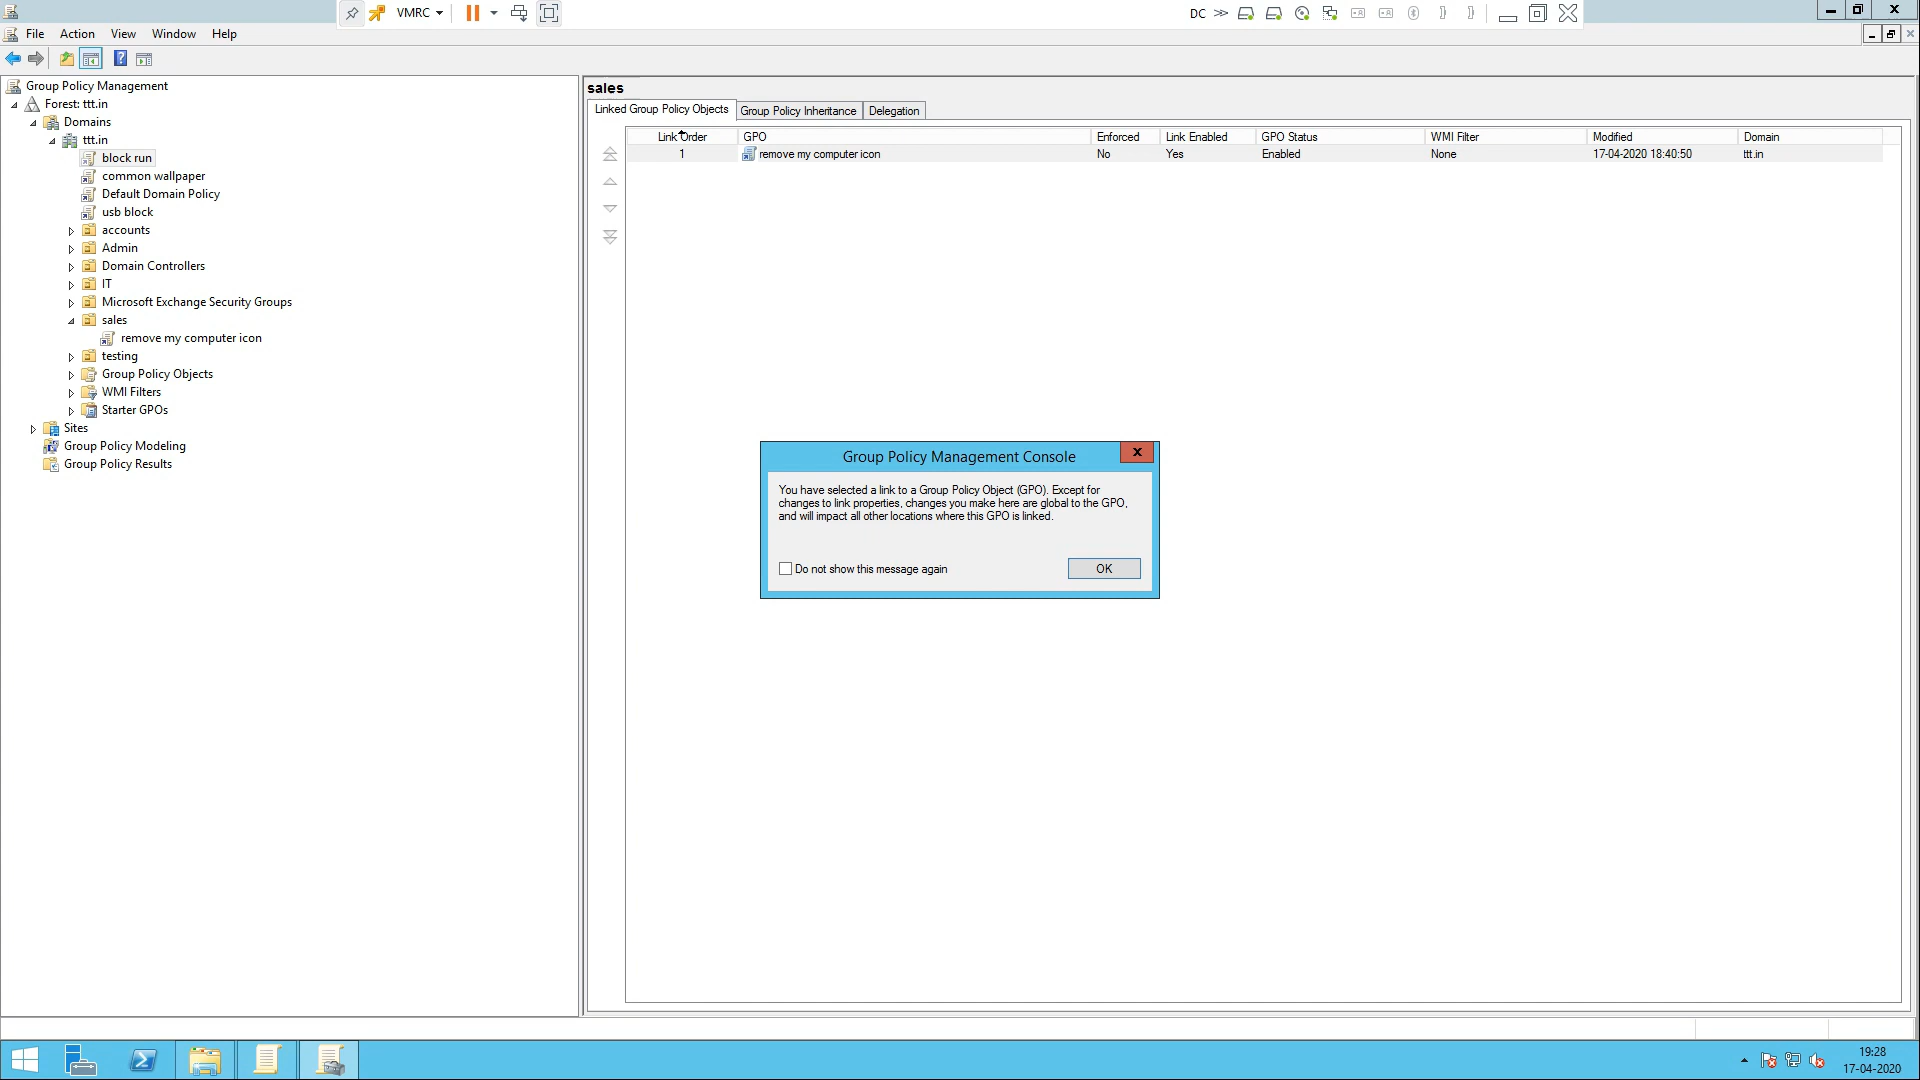 VMRC
DC
File Action View Window Help
Group Policy Management
Forest: ttt.in
Domains
ttt.in
block run
common wallpaper
Default Domain Policy
usb block
accounts
Admin
Domain Controllers
IT
Microsoft Exchange Security Groups
sales
remove my computer icon
testing
Group Policy Objects
WMI Filters
Starter GPOs
Sites
Group Policy Modeling
Group Policy Results
sales
Linked Group Policy Objects Group Policy Inheritance Delegation
Link Order GPO Enforced Link Enabled GPO Status WMI Filter Modified Domain
1 remove my computer icon No Yes Enabled None 17-04-2020 18:40:50 ttt.in
Group Policy Management Console
You have selected a link to a Group Policy Object (GPO). Except for
changes to link properties, changes you make here are global to the GPO,
and will impact all other locations where this GPO is linked.
Do not show this message again
OK
19:28
17-04-2020